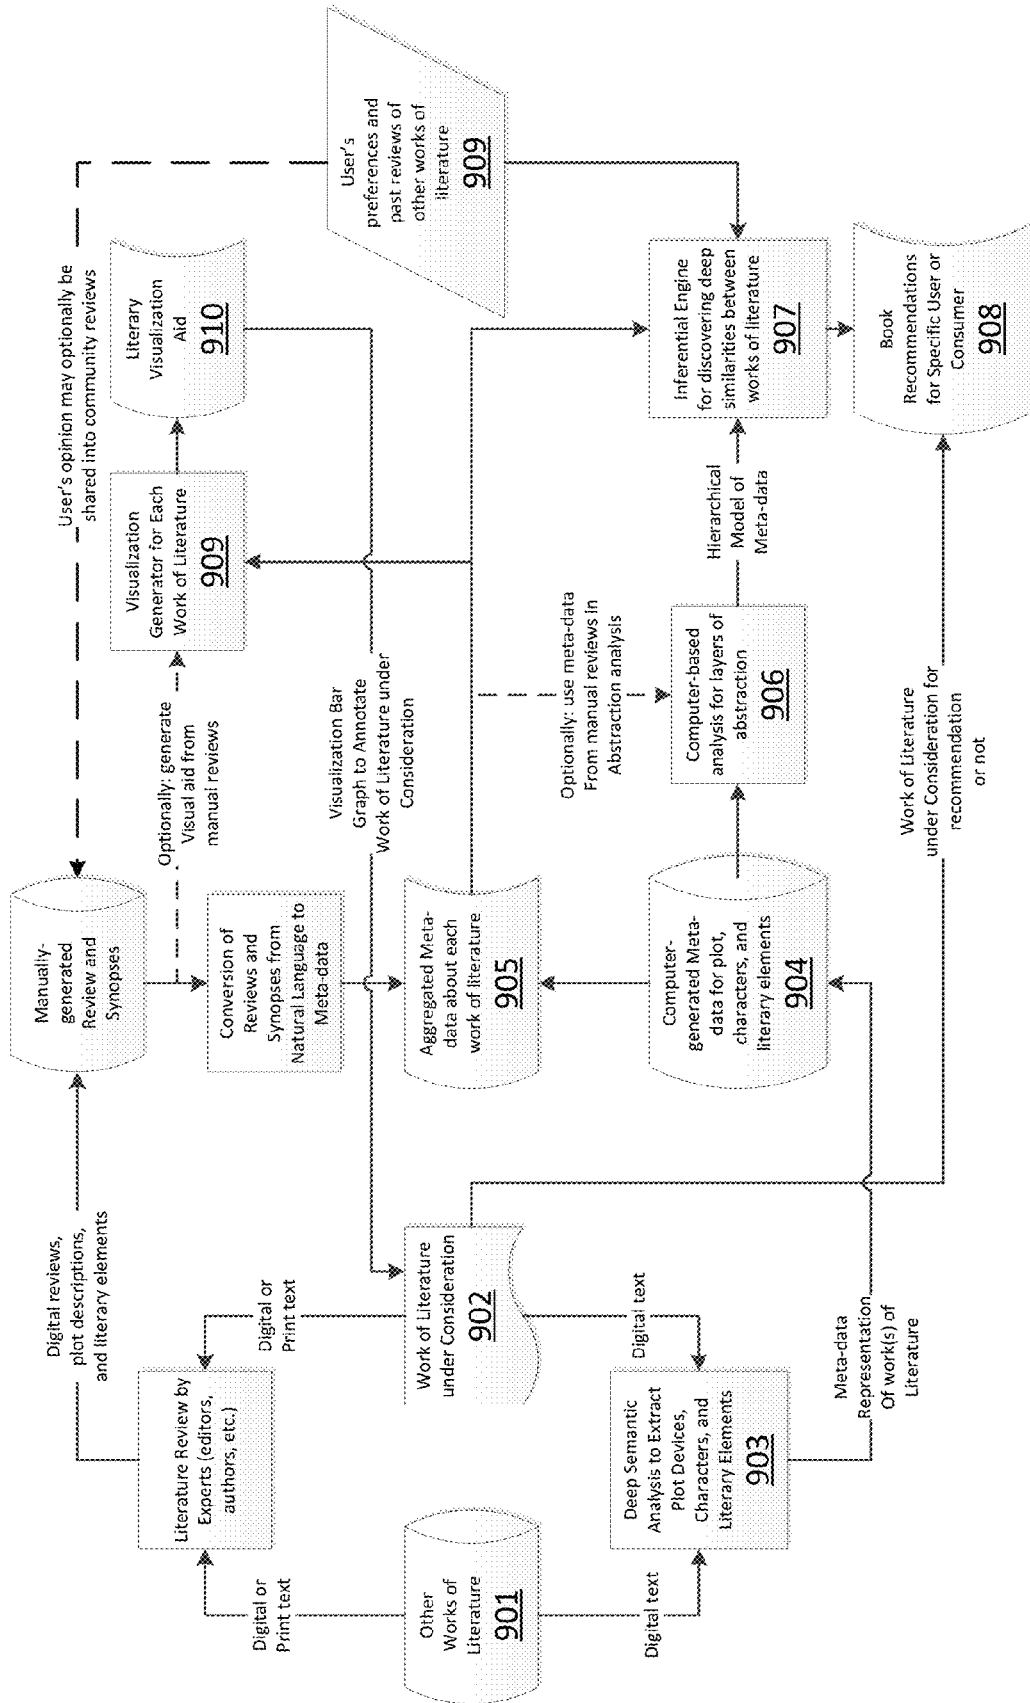 Digital reviews,
plot descriptions,
and literary elements
User's opinion may optionally be
shared into community reviews
Manually-
generated
Review and
Synopses
Literature Review by
Experts (editors,
authors, etc.)
Optionally: generate
Visual aid from
manual reviews
Visualization
Generator for Each
Work of Literature
909
Literary
Visualization
Aid
910
User's
preferences and
past reviews of
other works of
literature
909
Digital or
Print text
Digital or
Print text
Conversion of
Reviews and
Synopses from
Natural Language to
Meta-data
Visualization Bar
Graph to Annotate
Work of Literature under
Consideration
Other
Works of
Literature
901
Work of Literature
under Consideration
902
Aggregated Meta-
data about each
work of literature
905
Optionally: use meta-data
From manual reviews in
Abstraction analysis
Digital text
Digital text
Deep Semantic
Analysis to Extract
Plot Devices,
Characters, and
Literary Elements
903
Computer-
generated Meta-
data for plot,
characters, and
literary elements
904
Computer-based
analysis for layers of
abstraction
906
Hierarchical
Model of
Meta-data
Inferential Engine
for discovering deep
similarities between
works of literature
907
Meta-data
Representation
Of work(s) of
Literature
Work of Literature
under Consideration for
recommendation
or not
Book
Recommendations
for Specific User or
Consumer
908